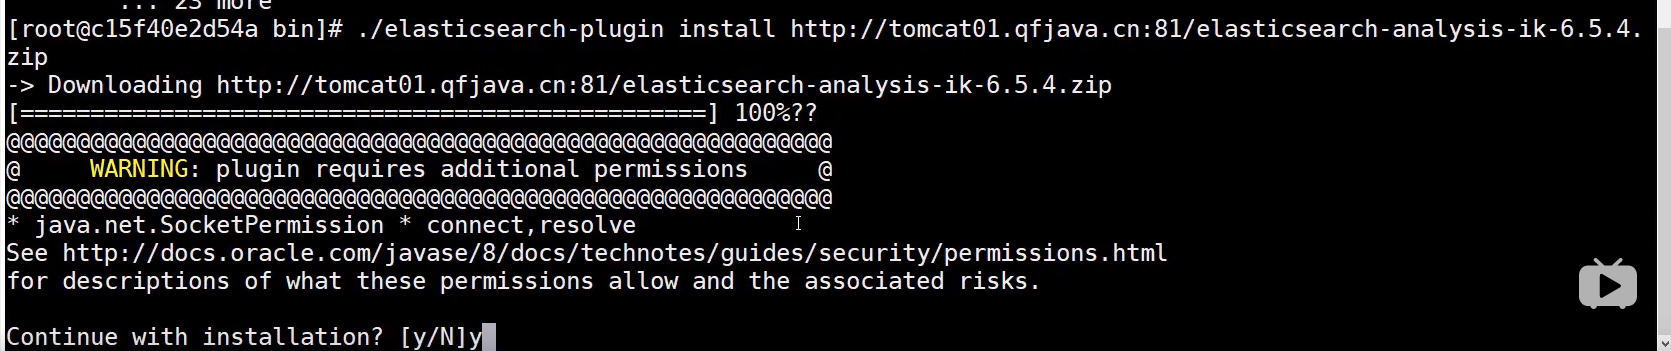 ... 23 more
[root@c15f40e2d54a bin]# ./elasticsearch-plugin install http://tomcat01.qfjava.cn:81/elasticsearch-analysis-ik-6.5.4.
zip
-> Downloading http://tomcat01.qfjava.cn:81/elasticsearch-analysis-ik-6.5.4.zip
[=================================================] 100%??
@@@@@@@@@@@@@@@@@@@@@@@@@@@@@@@@@@@@@@@@@@@@@@@@@@@@@@@@@@@
@     WARNING: plugin requires additional permissions     @
@@@@@@@@@@@@@@@@@@@@@@@@@@@@@@@@@@@@@@@@@@@@@@@@@@@@@@@@@@@
* java.net.SocketPermission * connect,resolve
See http://docs.oracle.com/javase/8/docs/technotes/guides/security/permissions.html
for descriptions of what these permissions allow and the associated risks.
Continue with installation? [y/N]y